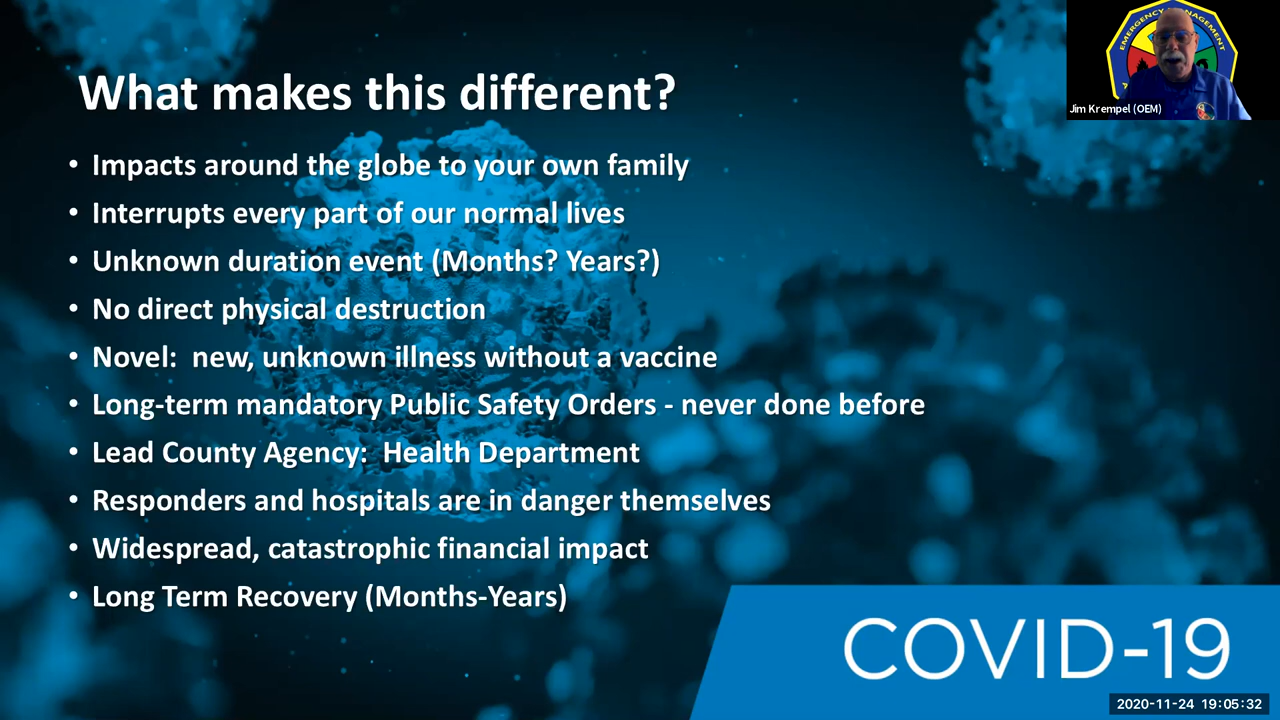 EMERGENCY MANAGEMENT
Jim Krempel (OEM)
What makes this different?
• Impacts around the globe to your own family
• Interrupts every part of our normal lives
• Unknown duration event (Months? Years?)
• No direct physical destruction
• Novel:  new, unknown illness without a vaccine
• Long-term mandatory Public Safety Orders - never done before
• Lead County Agency:  Health Department
• Responders and hospitals are in danger themselves
• Widespread, catastrophic financial impact
• Long Term Recovery (Months-Years)
COVID-19
2020-11-24 19:05:32